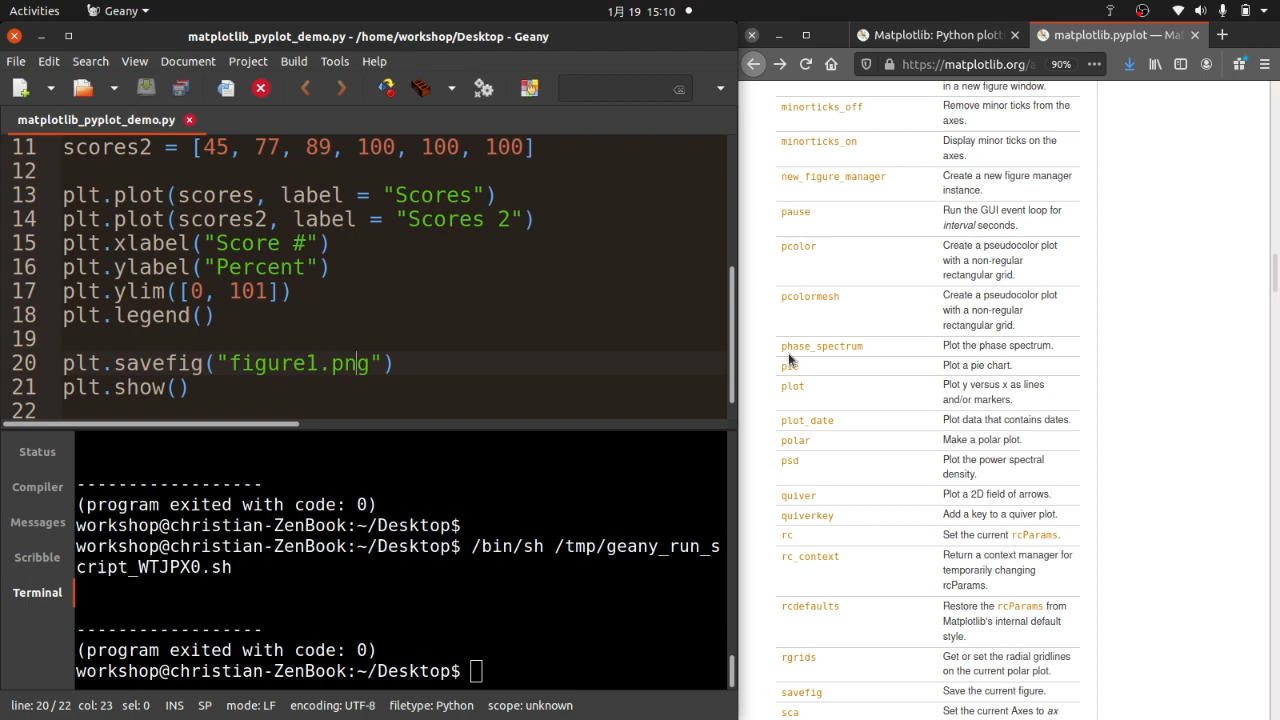 Activities
Geany
1月 19 15:10
matplotlib_pyplot_demo.py - /home/workshop/Desktop - Geany
File Edit Search View Document Project Build Tools Help
matplotlib_pyplot_demo.py
11 scores2 = [45, 77, 89, 100, 100, 100]
12
13 plt.plot(scores, label = "Scores")
14 plt.plot(scores2, label = "Scores 2")
15 plt.xlabel("Score #")
16 plt.ylabel("Percent")
17 plt.ylim([0, 101])
18 plt.legend()
19
20 plt.savefig("figure1.png")
21 plt.show()
22
Status
Compiler
Messages
Scribble
Terminal
------------------
(program exited with code: 0)
workshop@christian-ZenBook:~/Desktop$
workshop@christian-ZenBook:~/Desktop$ /bin/sh /tmp/geany_run_s
cript_WTJPX0.sh
------------------
(program exited with code: 0)
workshop@christian-ZenBook:~/Desktop$
line: 20 / 22 col: 23 sel: 0 INS SP mode: LF encoding: UTF-8 filetype: Python scope: unknown
Matplotlib: Python plott
matplotlib.pyplot — Mat
https://matplotlib.org/a
90%
in a new figure window.
minorticks_off Remove minor ticks from the
axes.
minorticks_on Display minor ticks on the
axes.
new_figure_manager Create a new figure manager
instance.
pause Run the GUI event loop for
interval seconds.
pcolor Create a pseudocolor plot
with a non-regular
rectangular grid.
pcolormesh Create a pseudocolor plot
with a non-regular
rectangular grid.
phase_spectrum Plot the phase spectrum.
pie Plot a pie chart.
plot Plot y versus x as lines
and/or markers.
plot_date Plot data that contains dates.
polar Make a polar plot.
psd Plot the power spectral
density.
quiver Plot a 2D field of arrows.
quiverkey Add a key to a quiver plot.
rc Set the current rcParams.
rc_context Return a context manager for
temporarily changing
rcParams.
rcdefaults Restore the rcParams from
Matplotlib's internal default
style.
rgrids Get or set the radial gridlines
on the current polar plot.
savefig Save the current figure.
sca Set the current Axes to ax